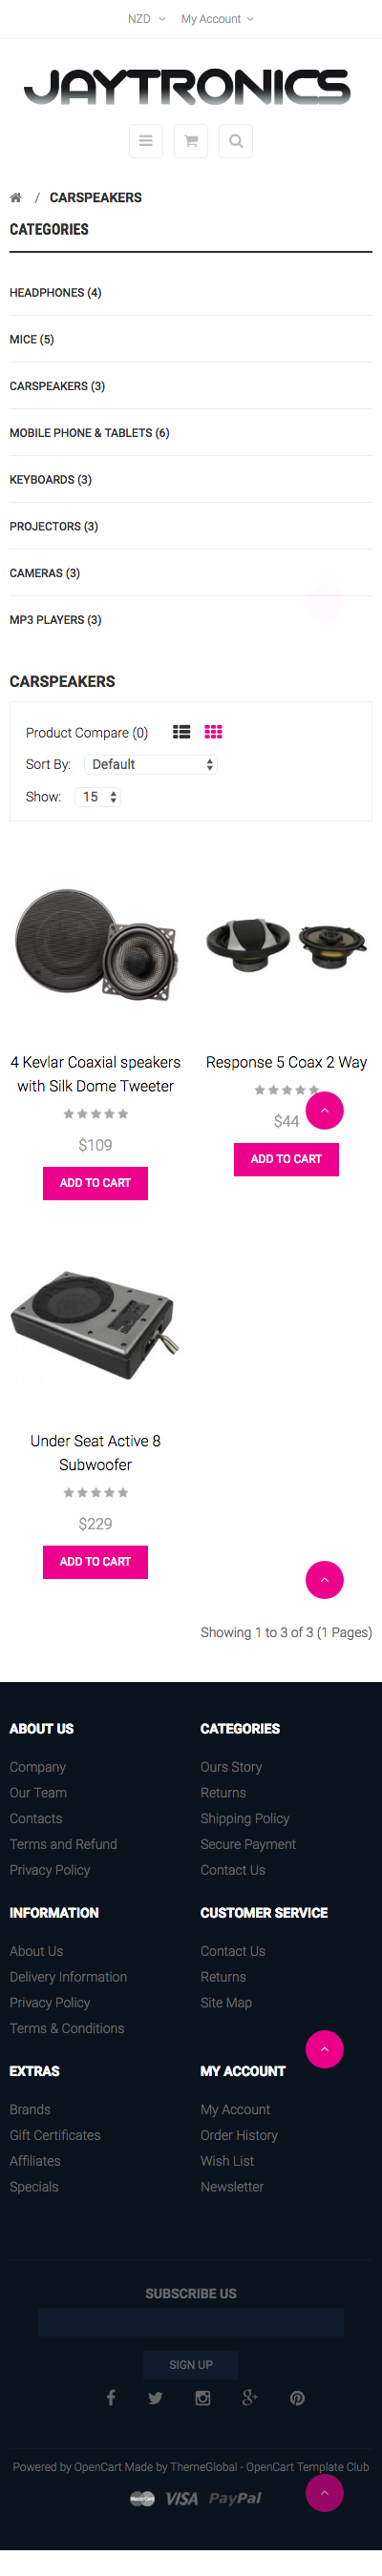 NZD My Account
JAYTRONICS
/ CARSPEAKERS
CATEGORIES
HEADPHONES (4)
MICE (5)
CARSPEAKERS (3)
MOBILE PHONE & TABLETS (6)
KEYBOARDS (3)
PROJECTORS (3)
CAMERAS (3)
MP3 PLAYERS (3)
CARSPEAKERS
Product Compare (0)
Sort By: Default
Show: 15
4 Kevlar Coaxial speakers
with Silk Dome Tweeter
$109
ADD TO CART
Response 5 Coax 2 Way
$44
ADD TO CART
Under Seat Active 8
Subwoofer
$229
ADD TO CART
Showing 1 to 3 of 3 (1 Pages)
ABOUT US
Company
Our Team
Contacts
Terms and Refund
Privacy Policy
CATEGORIES
Ours Story
Returns
Shipping Policy
Secure Payment
Contact Us
INFORMATION
About Us
Delivery Information
Privacy Policy
Terms & Conditions
CUSTOMER SERVICE
Contact Us
Returns
Site Map
EXTRAS
Brands
Gift Certificates
Affiliates
Specials
MY ACCOUNT
My Account
Order History
Wish List
Newsletter
SUBSCRIBE US
SIGN UP
Powered by OpenCart Made by ThemeGlobal - OpenCart Template Club
MasterCard VISA PayPal